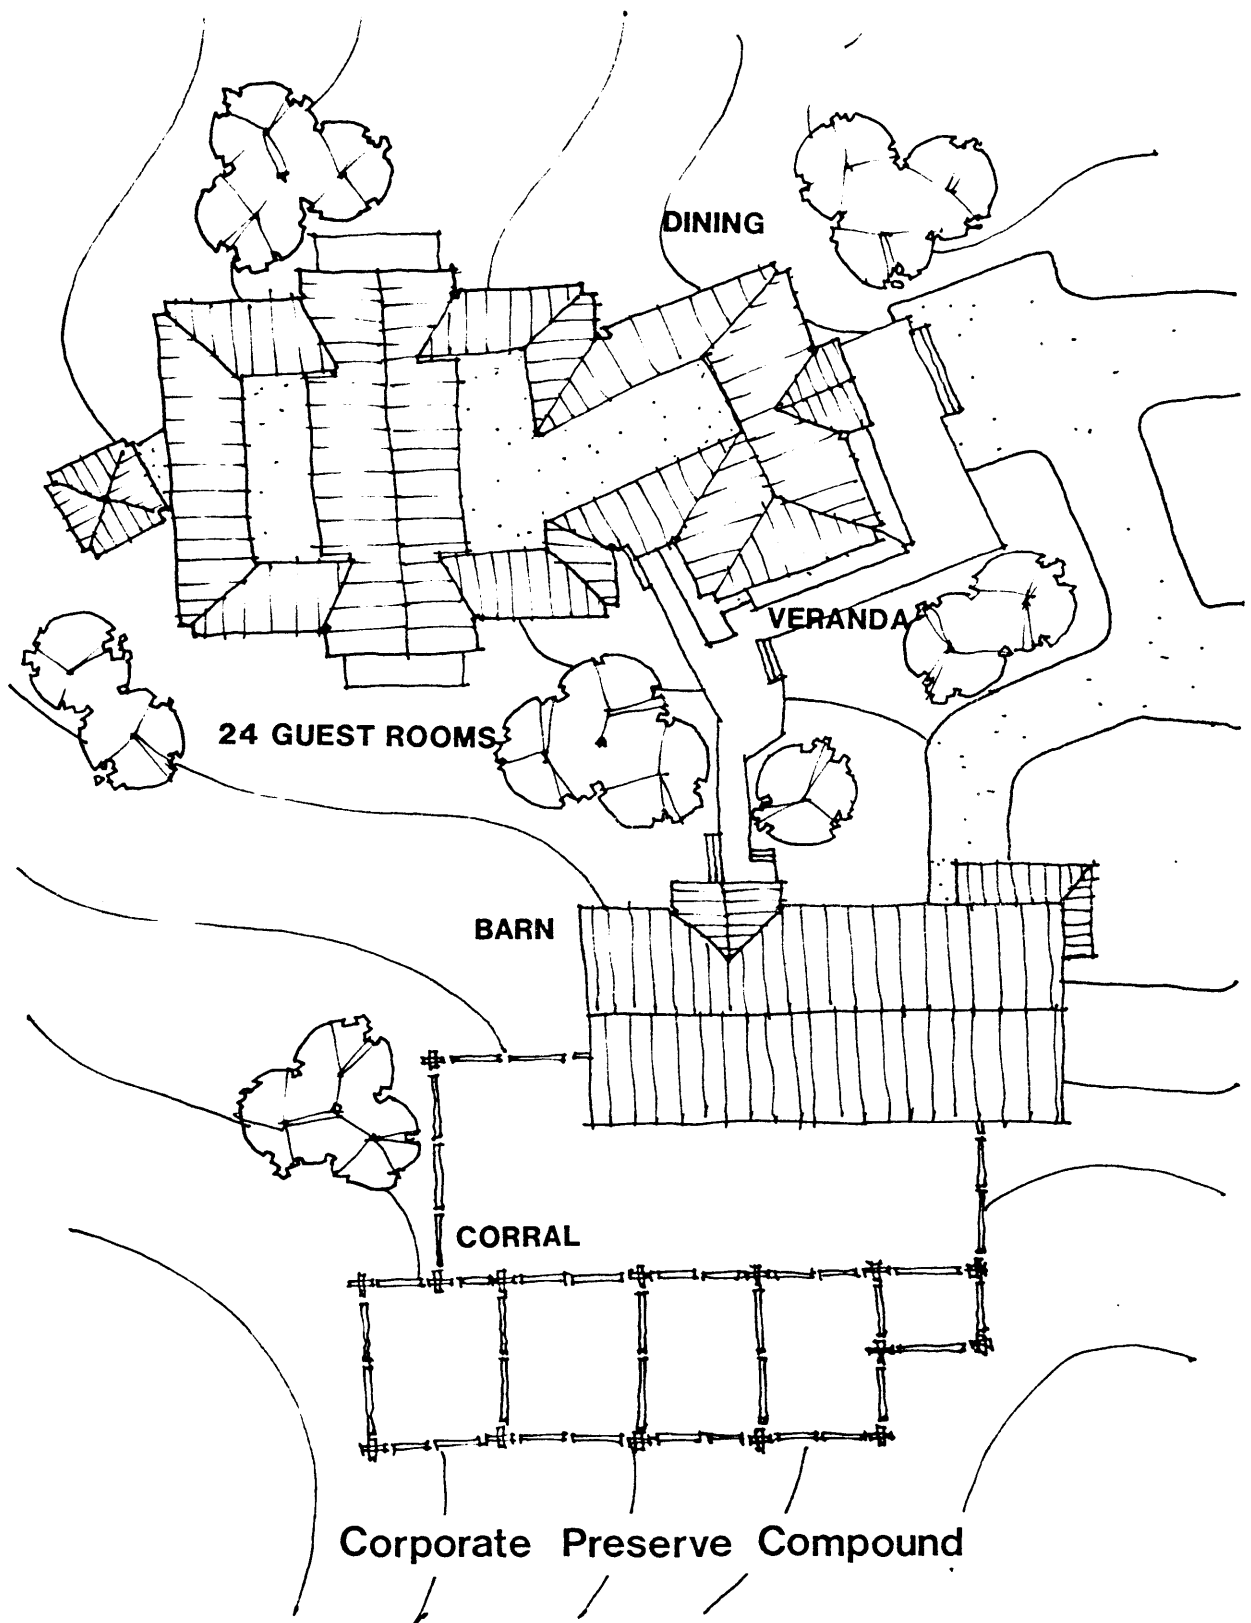 DINING
VERANDA
24 GUEST ROOMS
BARN
CORRAL
Corporate Preserve Compound